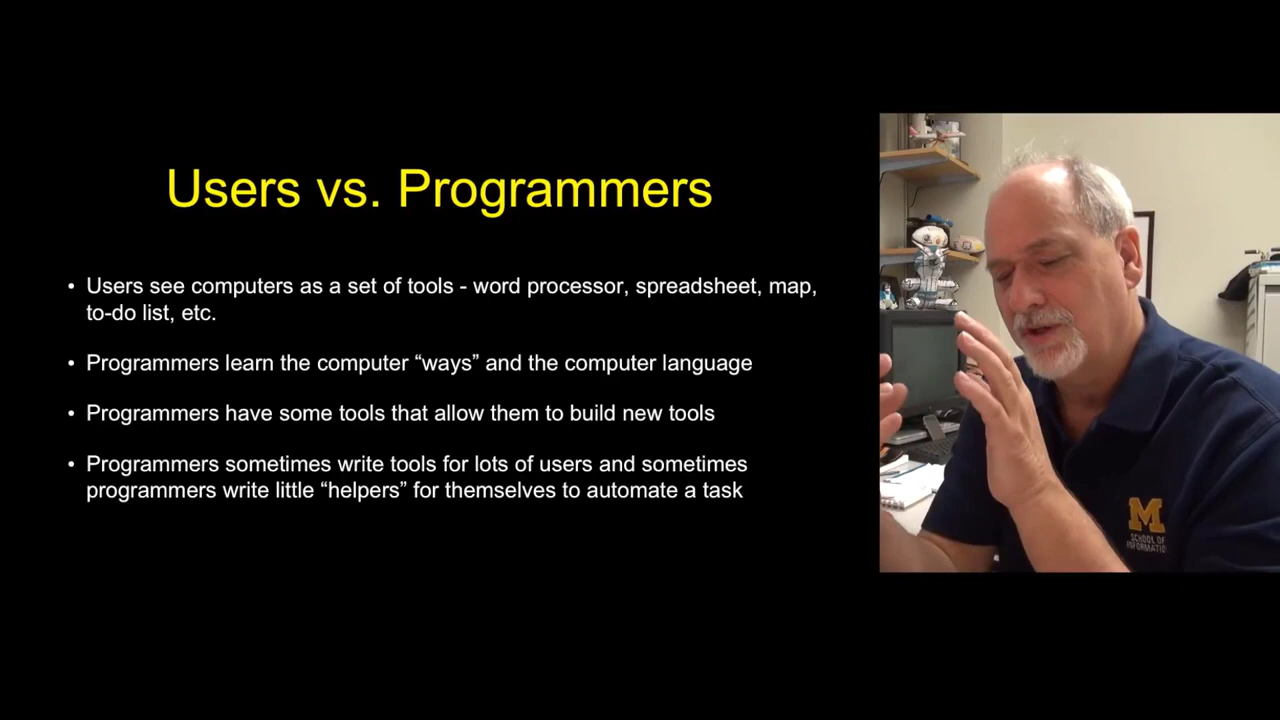 Users vs. Programmers
• Users see computers as a set of tools - word processor, spreadsheet, map,
to-do list, etc.
• Programmers learn the computer “ways” and the computer language
• Programmers have some tools that allow them to build new tools
• Programmers sometimes write tools for lots of users and sometimes
programmers write little “helpers” for themselves to automate a task
M
SCHOOL OF
INFORMATIO